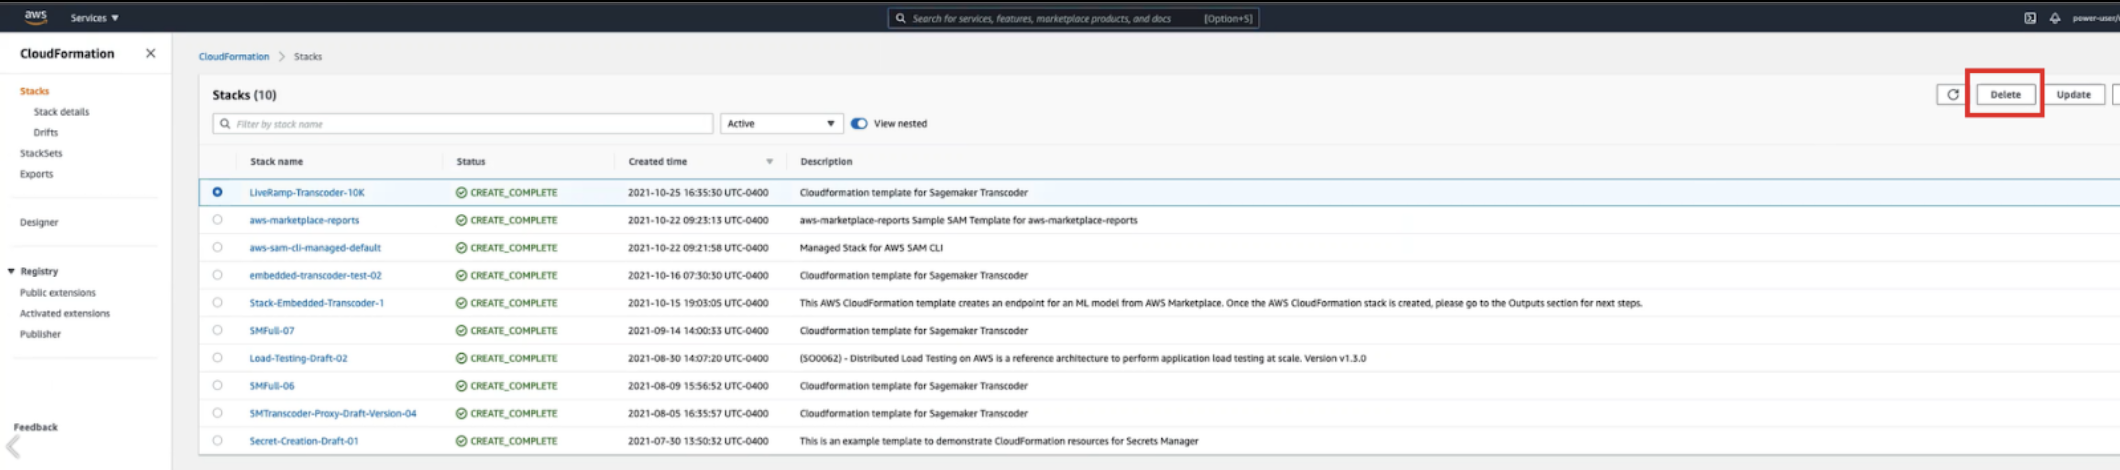 aws Services ▼ Search for services, features, marketplace products, and docs [Option+S] power-user/
CloudFormation ×
Stacks
Stack details
Drifts
StackSets
Exports
Designer
▼ Registry
Public extensions
Activated extensions
Publisher
Feedback
CloudFormation > Stacks
Stacks (10) Delete Update
Filter by stack name Active ▼ View nested
Stack name Status Created time ▼ Description
LiveRamp-Transcoder-10K CREATE_COMPLETE 2021-10-25 16:35:30 UTC-0400 Cloudformation template for Sagemaker Transcoder
aws-marketplace-reports CREATE_COMPLETE 2021-10-22 09:23:13 UTC-0400 aws-marketplace-reports Sample SAM Template for aws-marketplace-reports
aws-sam-cli-managed-default CREATE_COMPLETE 2021-10-22 09:21:58 UTC-0400 Managed Stack for AWS SAM CLI
embedded-transcoder-test-02 CREATE_COMPLETE 2021-10-16 07:30:30 UTC-0400 Cloudformation template for Sagemaker Transcoder
Stack-Embedded-Transcoder-1 CREATE_COMPLETE 2021-10-15 19:03:05 UTC-0400 This AWS CloudFormation template creates an endpoint for an ML model from AWS Marketplace. Once the AWS CloudFormation stack is created, please go to the Outputs section for next steps.
SMFull-07 CREATE_COMPLETE 2021-09-14 14:00:33 UTC-0400 Cloudformation template for Sagemaker Transcoder
Load-Testing-Draft-02 CREATE_COMPLETE 2021-08-30 14:07:20 UTC-0400 (SO0062) - Distributed Load Testing on AWS is a reference architecture to perform application load testing at scale. Version v1.3.0
SMFull-06 CREATE_COMPLETE 2021-08-09 15:56:52 UTC-0400 Cloudformation template for Sagemaker Transcoder
SMTranscoder-Proxy-Draft-Version-04 CREATE_COMPLETE 2021-08-05 16:35:57 UTC-0400 Cloudformation template for Sagemaker Transcoder
Secret-Creation-Draft-01 CREATE_COMPLETE 2021-07-30 13:50:32 UTC-0400 This is an example template to demonstrate CloudFormation resources for Secrets Manager